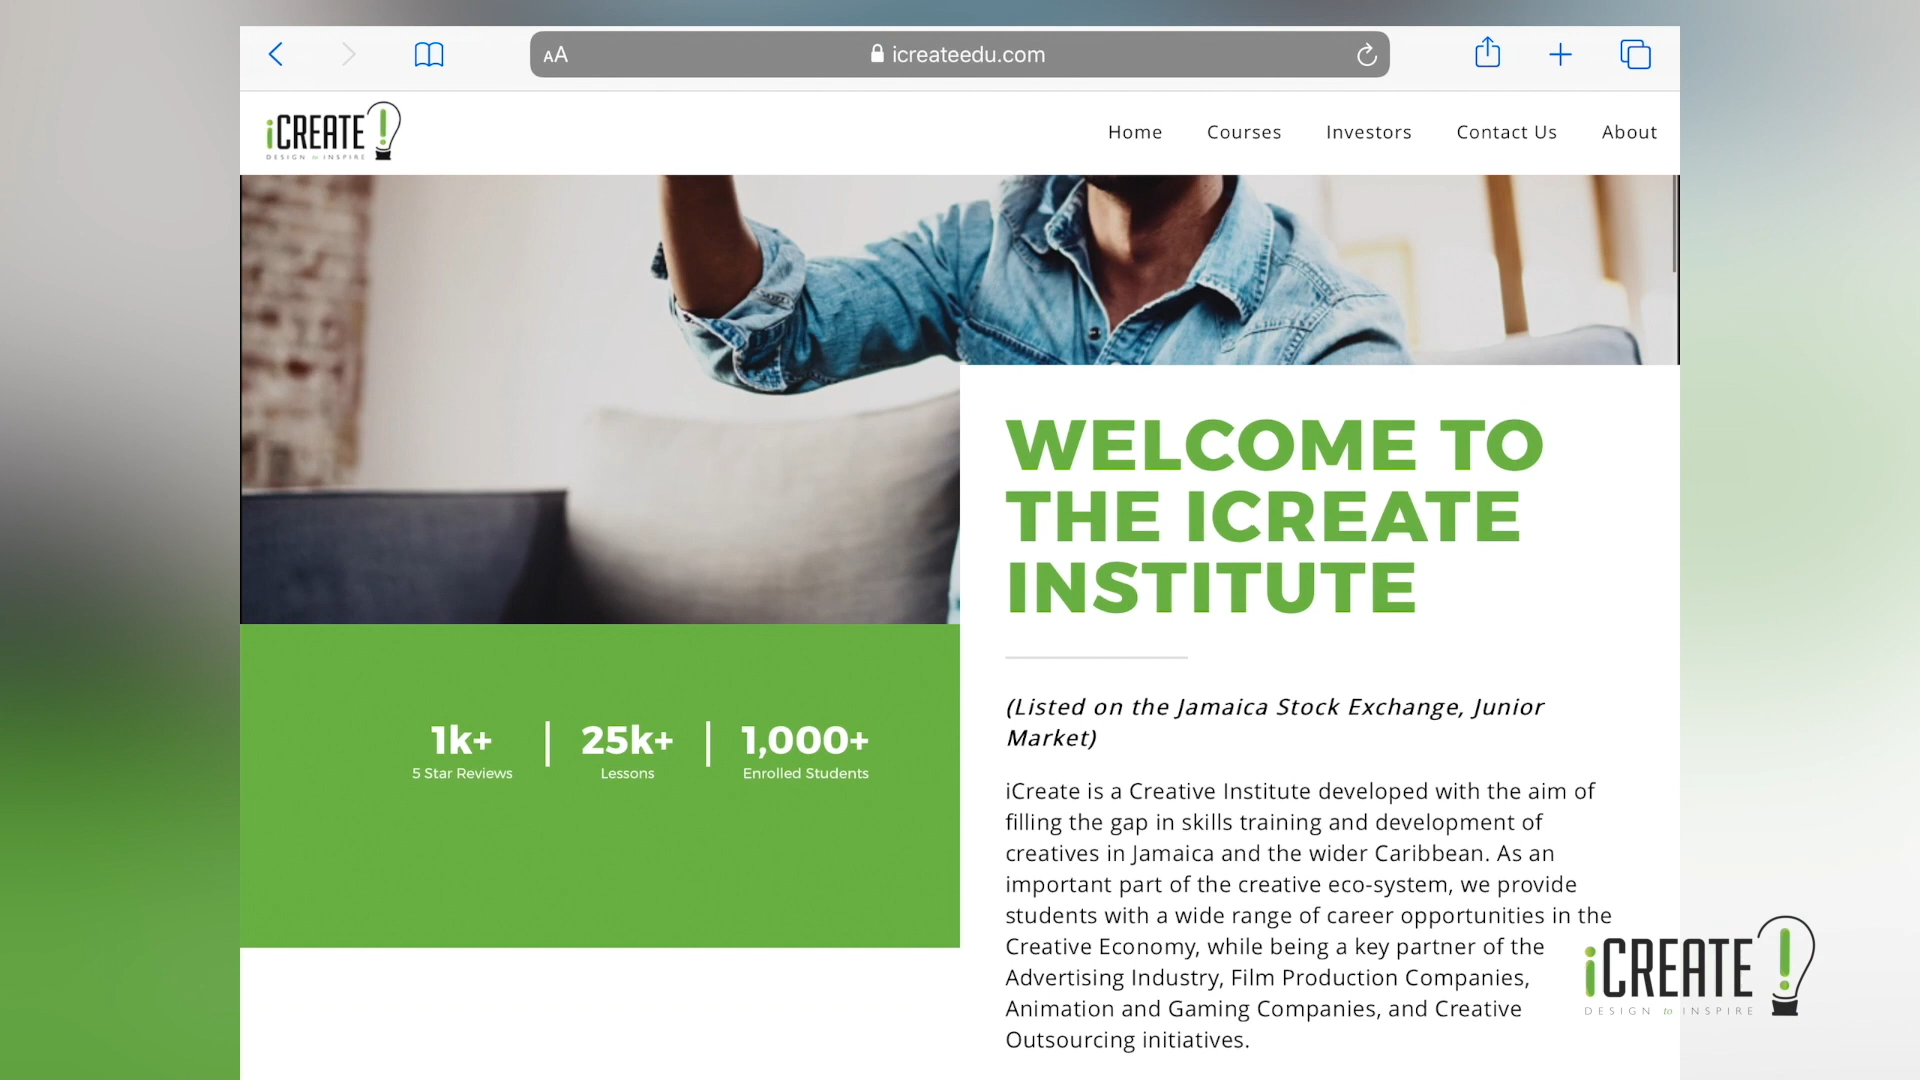 AA
icreateedu.com
iCREATE!
DESIGN to INSPIRE
Home
Courses
Investors
Contact Us
About
WELCOME TO
THE ICREATE
INSTITUTE
(Listed on the Jamaica Stock Exchange, Junior
Market)
iCreate is a Creative Institute developed with the aim of
filling the gap in skills training and development of
creatives in Jamaica and the wider Caribbean. As an
important part of the creative eco-system, we provide
students with a wide range of career opportunities in the
Creative Economy, while being a key partner of the
Advertising Industry, Film Production Companies,
Animation and Gaming Companies, and Creative
Outsourcing initiatives.
1k+
5 Star Reviews
25k+
Lessons
1,000+
Enrolled Students
iCREATE!
DESIGN to INSPIRE